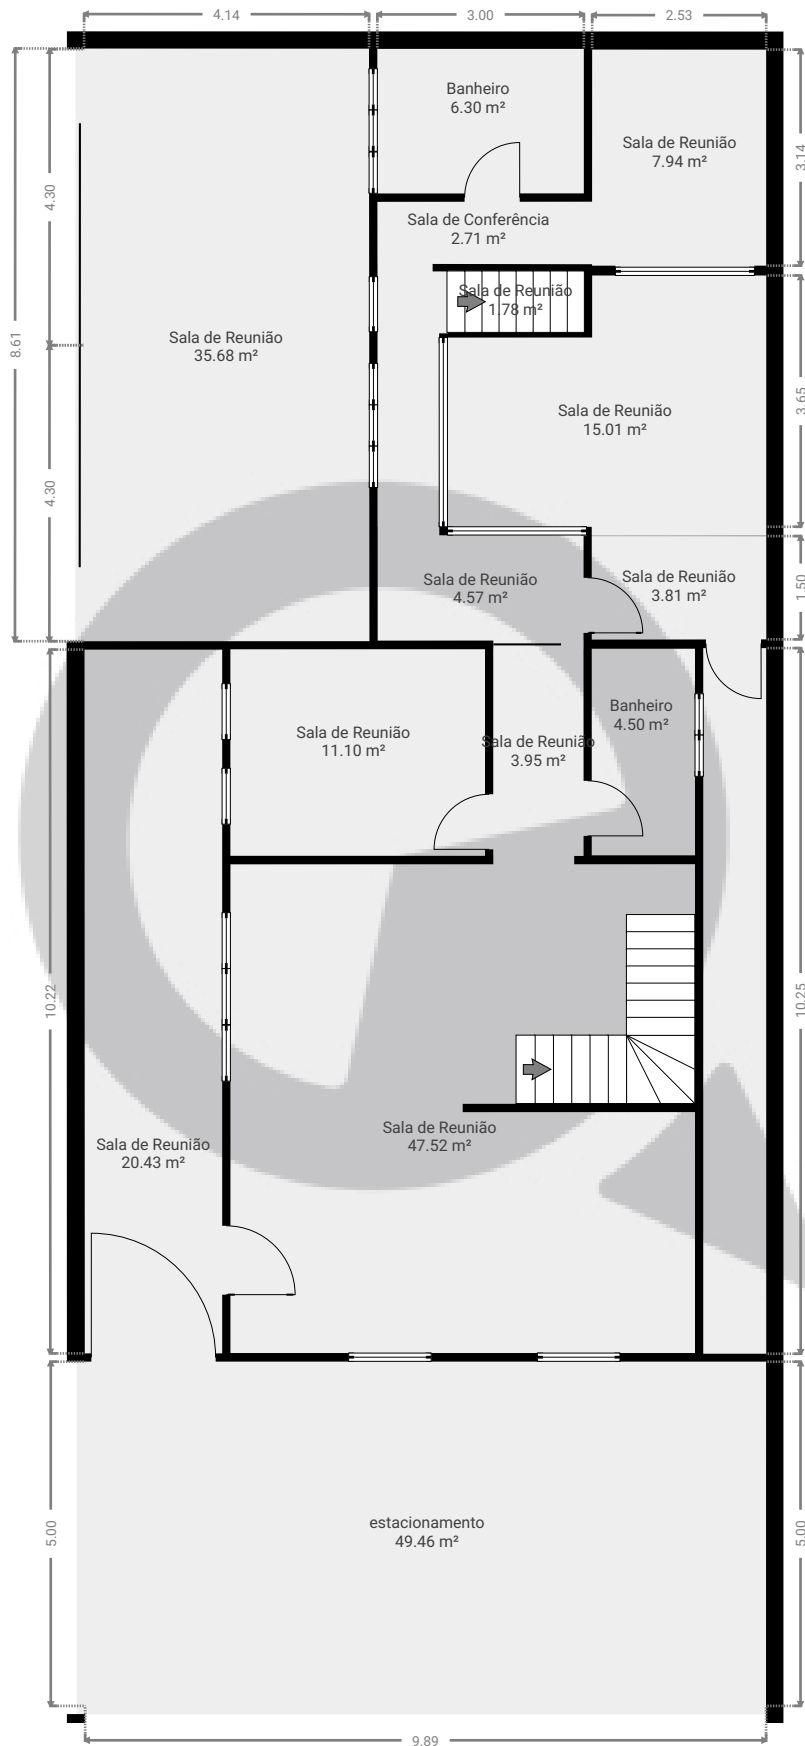 4.14
3.00
2.53
Banheiro
6.30 m²
Sala de Reunião
7.94 m²
3.14
4.30
Sala de Conferência
2.71 m²
Sala de Reunião
1.78 m²
8.61
Sala de Reunião
35.68 m²
Sala de Reunião
15.01 m²
3.65
4.30
Sala de Reunião
4.57 m²
Sala de Reunião
3.81 m²
1.50
Sala de Reunião
11.10 m²
Sala de Reunião
3.95 m²
Banheiro
4.50 m²
10.22
10.25
Sala de Reunião
20.43 m²
Sala de Reunião
47.52 m²
5.00
estacionamento
49.46 m²
5.00
9.89